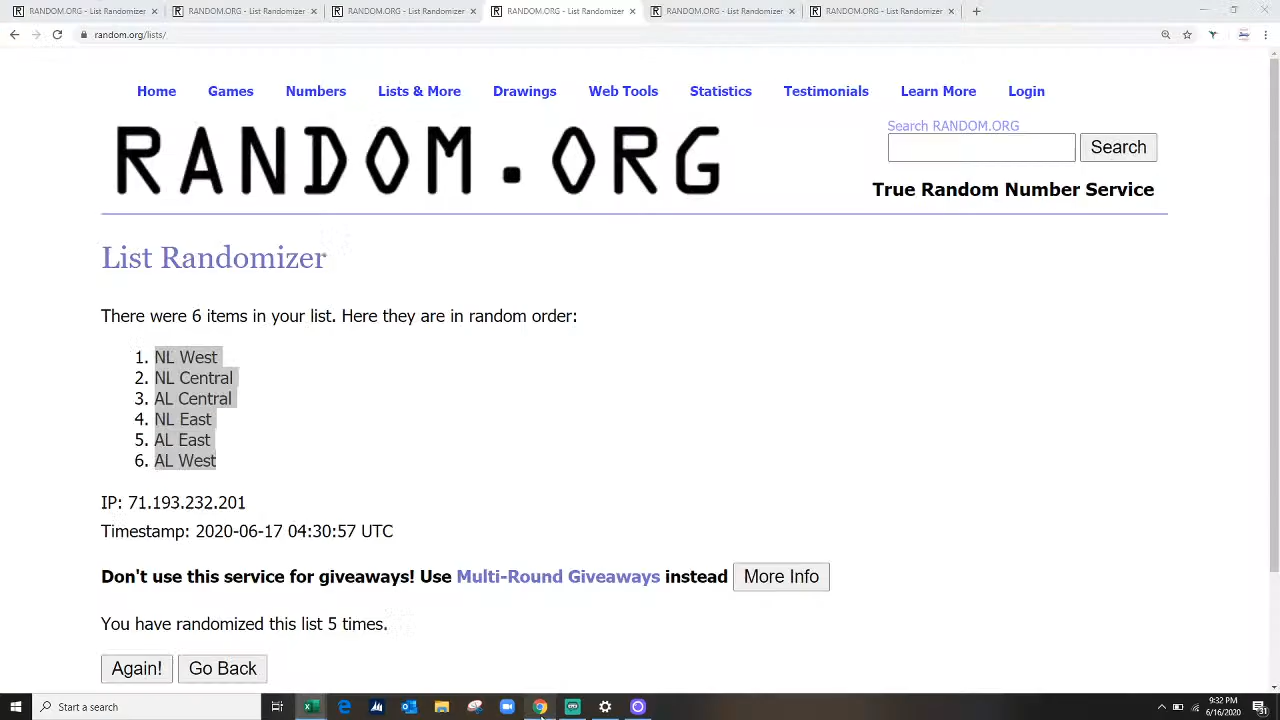 RANDOM.ORG - List Randomizer
RANDOM.ORG - List Randomizer
RANDOM.ORG - List Randomizer
RANDOM.ORG - List Randomizer
RANDOM.ORG - List Randomizer
RANDOM.ORG - List Randomizer
random.org/lists/
Home Games Numbers Lists & More Drawings Web Tools Statistics Testimonials Learn More Login
RANDOM.ORG
Search RANDOM.ORG
Search
True Random Number Service
List Randomizer
There were 6 items in your list. Here they are in random order:
1. NL West
2. NL Central
3. AL Central
4. NL East
5. AL East
6. AL West
IP: 71.193.232.201
Timestamp: 2020-06-17 04:30:57 UTC
Don't use this service for giveaways! Use Multi-Round Giveaways instead More Info
You have randomized this list 5 times.
Again! Go Back
Start a search
9:32 PM
6/16/2020